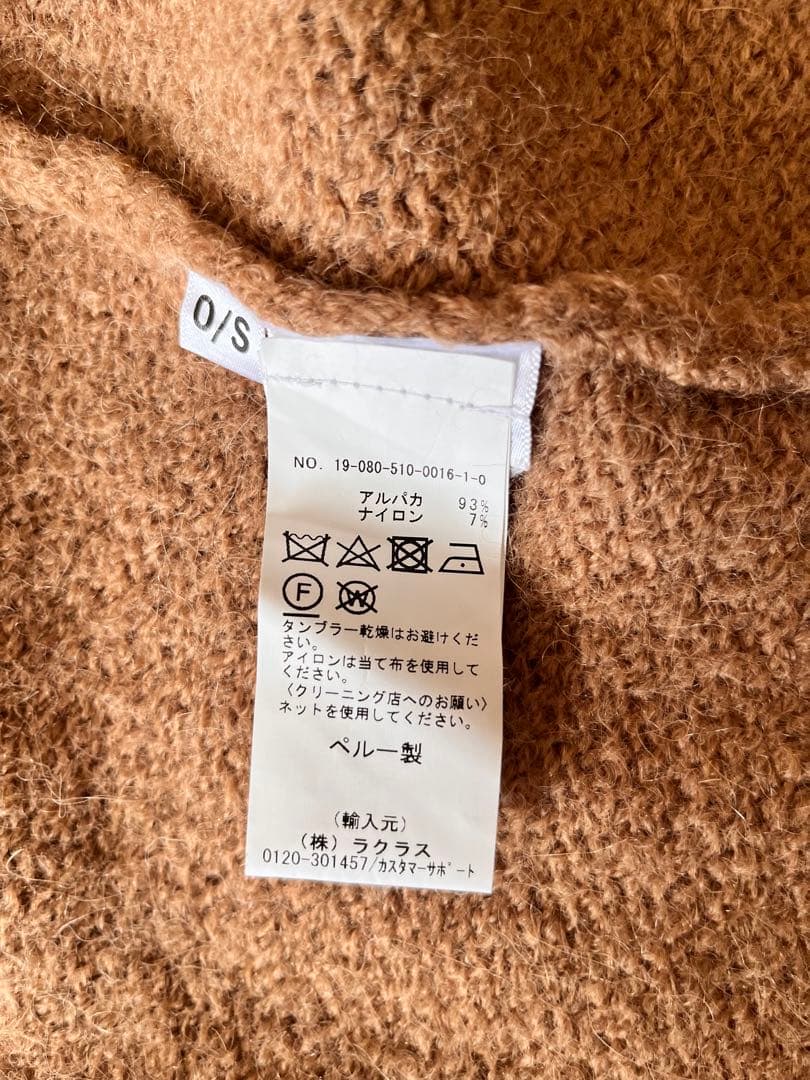 O/S
NO. 19-080-510-0016-1-o
アルパカ 93%
ナイロン 7%
F W
タンブラー乾燥はお避けくだ
さい。
アイロンは当て布を使用して
ください。
〈クリーニング店へのお願い〉
ネットを使用してください。
ペルー製
(輸入元)
(株) ラクラス
0120-301457/ｶｽﾀﾏｰｻﾎﾟｰﾄ